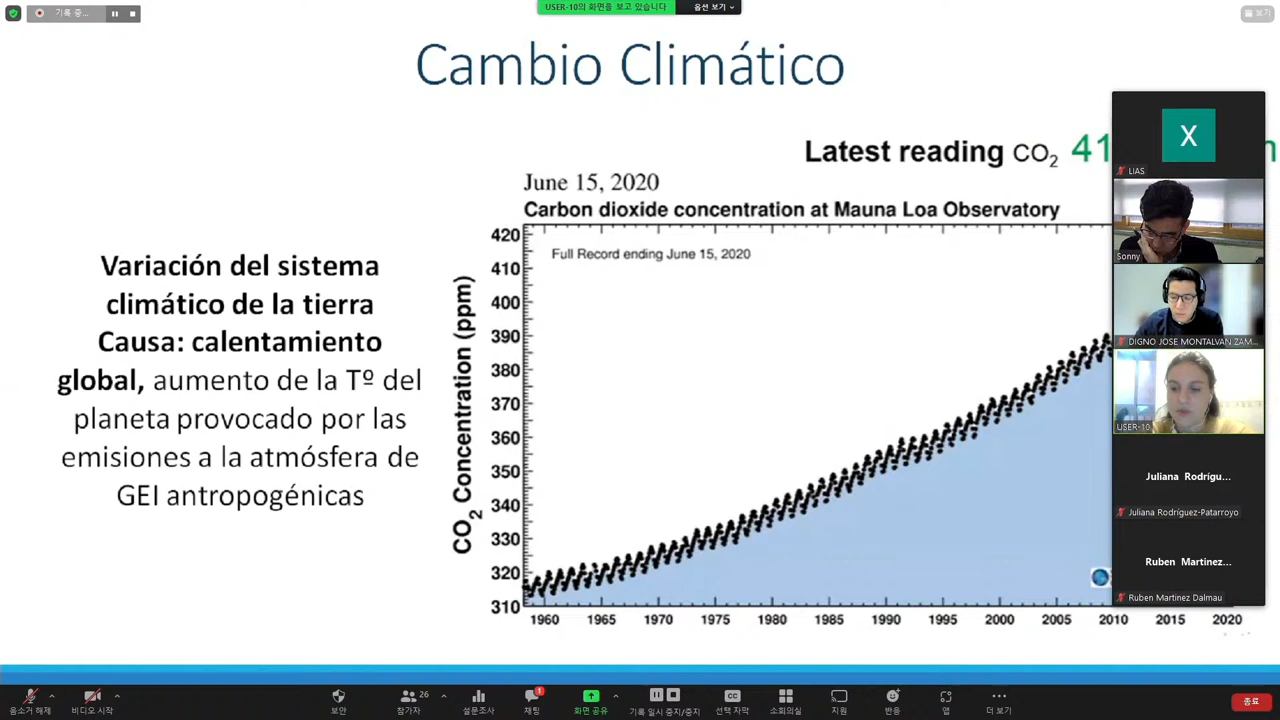 기록 중...
USER-10의 화면을 보고 있습니다
옵션 보기
보기
Cambio Climático
Latest reading CO₂ 41
June 15, 2020
Carbon dioxide concentration at Mauna Loa Observatory
Full Record ending June 15, 2020
Variación del sistema
climático de la tierra
Causa: calentamiento
global, aumento de la Tº del
planeta provocado por las
emisiones a la atmósfera de
GEI antropogénicas
CO₂ Concentration (ppm)
420
410
400
390
380
370
360
350
340
330
320
310
1960 1965 1970 1975 1980 1985 1990 1995 2000 2005 2010 2015 2020
X
LIAS
Sonny
DIGNO JOSE MONTALVAN ZAM...
USER-10
Juliana Rodrígu...
Juliana Rodríguez-Patarroyo
Ruben Martinez...
Ruben Martinez Dalmau
음소거 해제
비디오 시작
보안
26
참가자
설문조사
1
채팅
화면 공유
기록 일시 중지/중지
선택 자막
소회의실
지원
반응
앱
더 보기
종료